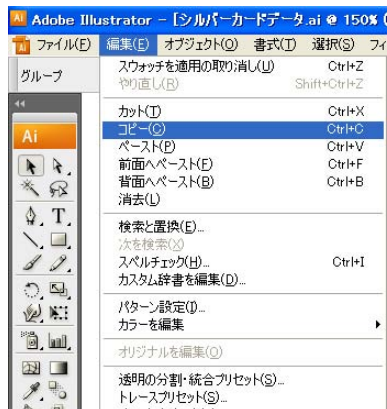 Adobe Illustrator - [シルバーカードデータ.ai @ 150%
ファイル(F) 編集(E) オブジェクト(O) 書式(T) 選択(S) フィ
グループ
スウォッチを適用の取り消し(U) Ctrl+Z
やり直し(R) Shift+Ctrl+Z
カット(T) Ctrl+X
コピー(C) Ctrl+C
ペースト(P) Ctrl+V
前面へペースト(F) Ctrl+F
背面へペースト(B) Ctrl+B
消去(L)
検索と置換(E)...
次を検索(X)
スペルチェック(H)... Ctrl+I
カスタム辞書を編集(D)...
パターン設定(I)...
カラーを編集
オリジナルを編集(O)
透明の分割・統合プリセット(S)...
トレースプリセット(S)...
Ai